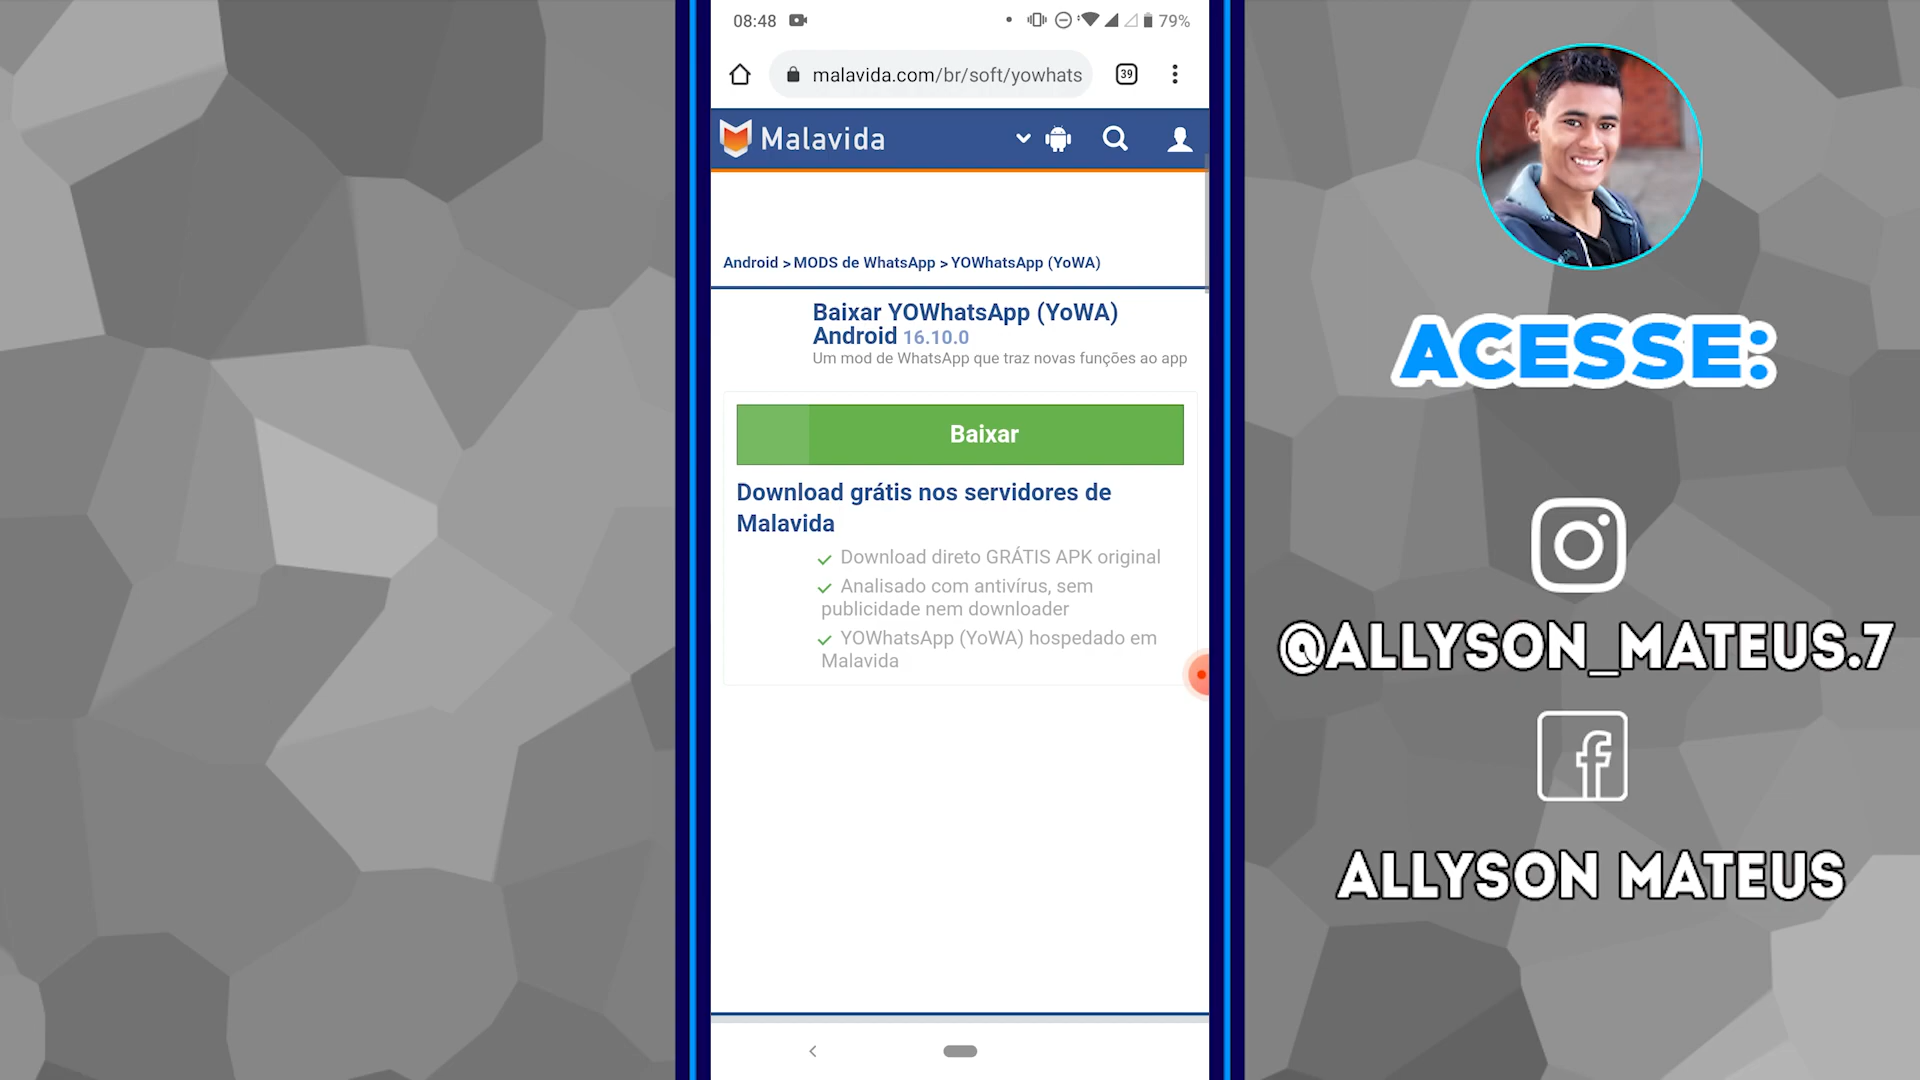 08:48
79%
malavida.com/br/soft/yowhats
39
Malavida
Android > MODS de WhatsApp > YOWhatsApp (YoWA)
Baixar YOWhatsApp (YoWA)
Android 16.10.0
Um mod de WhatsApp que traz novas funções ao app
Baixar
Download grátis nos servidores de
Malavida
Download direto GRÁTIS APK original
Analisado com antivírus, sem
publicidade nem downloader
YOWhatsApp (YoWA) hospedado em
Malavida
ACESSE:
@ALLYSON_MATEUS.7
ALLYSON MATEUS